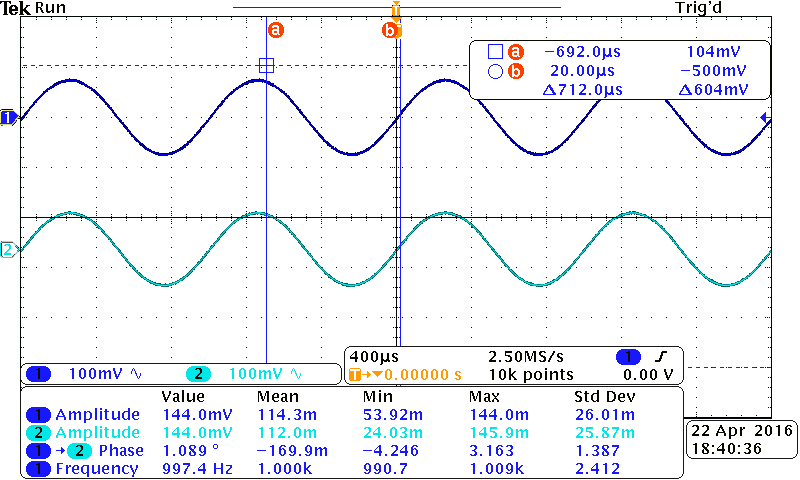 Tek Run T Trig'd
a b
a −692.0µs 104mV
b 20.00µs −500mV
Δ712.0µs Δ604mV
1
2
1 100mV 2 100mV
400µs 2.50MS/s 1
T→▼0.00000 s 10k points 0.00 V
Value Mean Min Max Std Dev
1 Amplitude 144.0mV 114.3m 53.92m 144.0m 26.01m
2 Amplitude 144.0mV 112.0m 24.03m 145.9m 25.87m
1 → 2 Phase 1.089 ° −169.9m −4.246 3.163 1.387
1 Frequency 997.4 Hz 1.000k 990.7 1.009k 2.412
22 Apr 2016
18:40:36